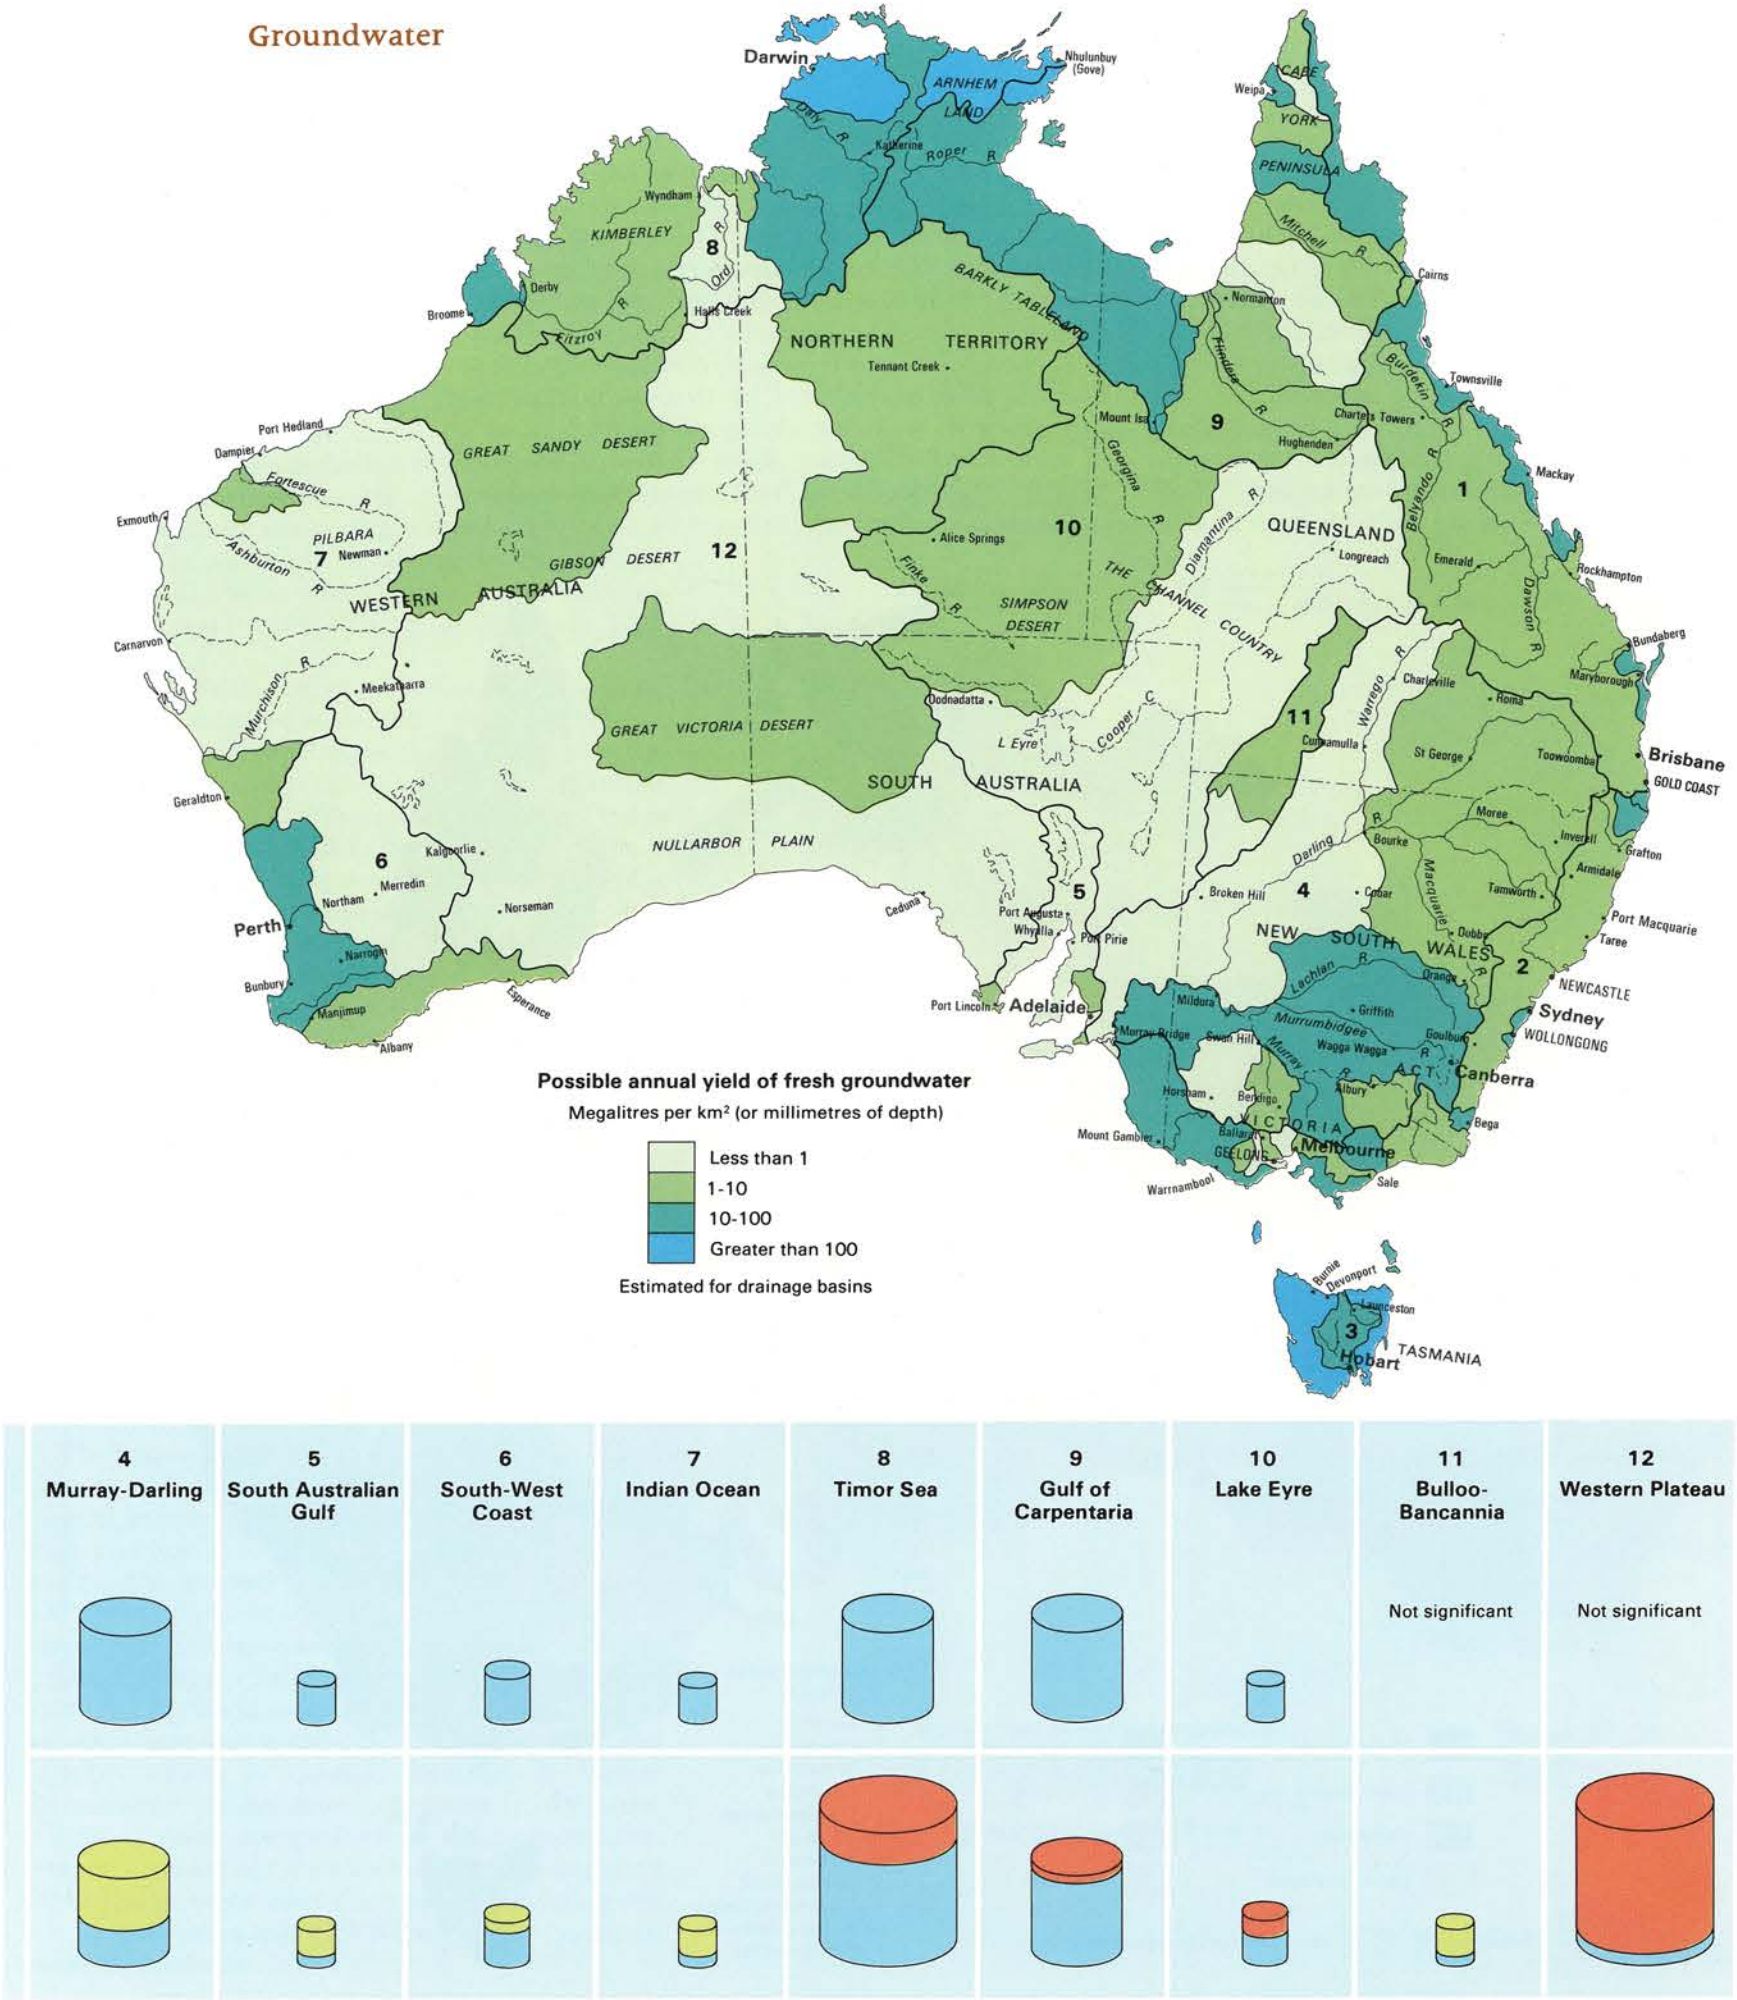 Groundwater
Darwin
Nhulunbuy
(Gove)
ARNHEM
LAND
Daly R
Katherine
Roper R
CAPE
Weipa
YORK
PENINSULA
Mitchell R
Cairns
Wyndham
KIMBERLEY
8
Ord R
Derby
Broome
Halls Creek
Fitzroy R
BARKLY TABLELAND
NORTHERN TERRITORY
Tennant Creek
Normanton
Flinders R
Burdekin R
Townsville
Mount Isa
9
Charters Towers
Hughenden
Port Hedland
Dampier
GREAT SANDY DESERT
Georgina R
Mackay
Fortescue R
Belyando R
1
Exmouth
PILBARA
7
Newman
Ashburton R
GIBSON DESERT
12
Alice Springs
10
Diamantina R
QUEENSLAND
Longreach
Emerald
Rockhampton
WESTERN AUSTRALIA
Finke R
THE CHANNEL COUNTRY
SIMPSON
DESERT
Dawson R
Carnarvon
Bundaberg
Murchison R
Meekatharra
Maryborough
Warrego R
Charleville
Roma
Oodnadatta
Cooper C
L Eyre
GREAT VICTORIA DESERT
11
Cunnamulla
St George
Toowoomba
Brisbane
GOLD COAST
SOUTH AUSTRALIA
Geraldton
Moree
Inverell
Grafton
NULLARBOR PLAIN
Darling R
Bourke
Armidale
6
Kalgoorlie
Merredin
Northam
Norseman
Perth
Ceduna
5
Broken Hill
4
Cobar
Macquarie R
Tamworth
Port Augusta
Whyalla
Port Pirie
Dubbo
Port Macquarie
Taree
NEW SOUTH WALES
2
Narrogin
Bunbury
Manjimup
Esperance
Albany
Lachlan R
Orange
NEWCASTLE
Port Lincoln
Adelaide
Mildura
Griffith
Sydney
WOLLONGONG
Murray Bridge
Swan Hill
Murrumbidgee R
Goulburn
Murray R
Wagga Wagga
A C T
Canberra
Horsham
Bendigo
Albury
VICTORIA
Bega
Mount Gambier
Ballarat
GEELONG
Melbourne
Warrnambool
Sale
Possible annual yield of fresh groundwater
Megalitres per km² (or millimetres of depth)
Less than 1
1-10
10-100
Greater than 100
Estimated for drainage basins
Burnie
Devonport
Launceston
3
Hobart
TASMANIA
4
Murray-Darling
5
South Australian
Gulf
6
South-West
Coast
7
Indian Ocean
8
Timor Sea
9
Gulf of
Carpentaria
10
Lake Eyre
11
Bulloo-
Bancannia
12
Western Plateau
Not significant
Not significant